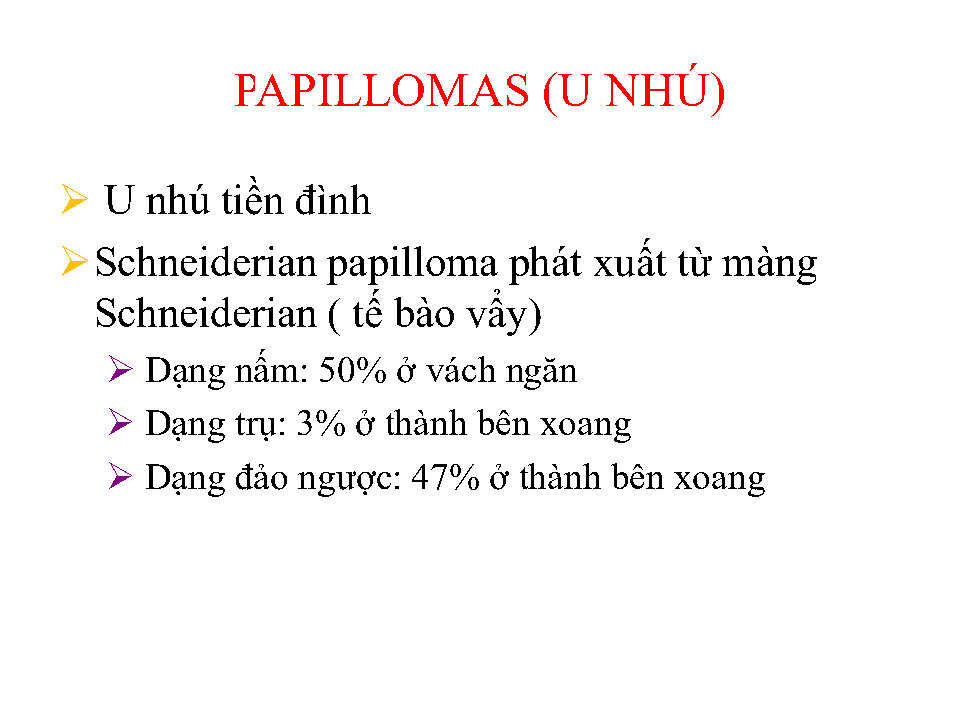 PAPILLOMAS (U NHÚ)
U nhú tiền đình
Schneiderian papilloma phát xuất từ màng
Schneiderian ( tế bào vẩy)
Dạng nấm: 50% ở vách ngăn
Dạng trụ: 3% ở thành bên xoang
Dạng đảo ngược: 47% ở thành bên xoang